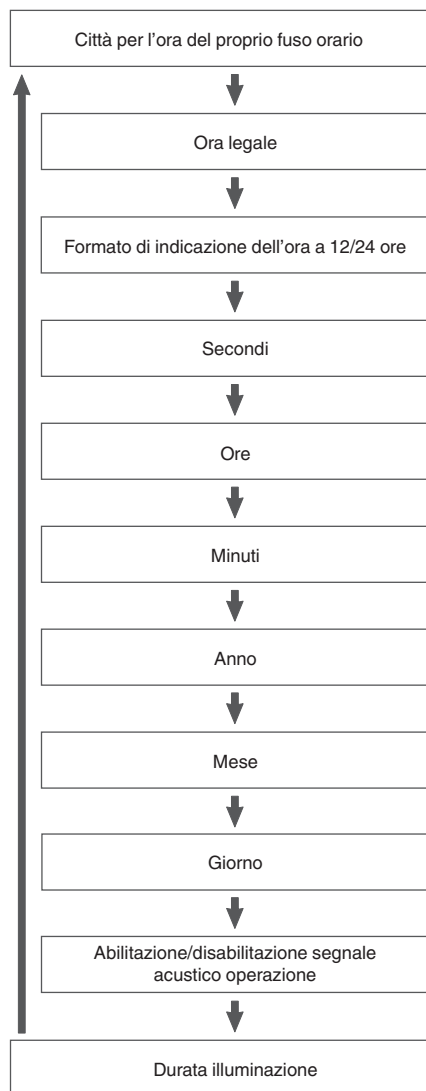 Città per l'ora del proprio fuso orario
Ora legale
Formato di indicazione dell'ora a 12/24 ore
Secondi
Ore
Minuti
Anno
Mese
Giorno
Abilitazione/disabilitazione segnale
acustico operazione
Durata illuminazione